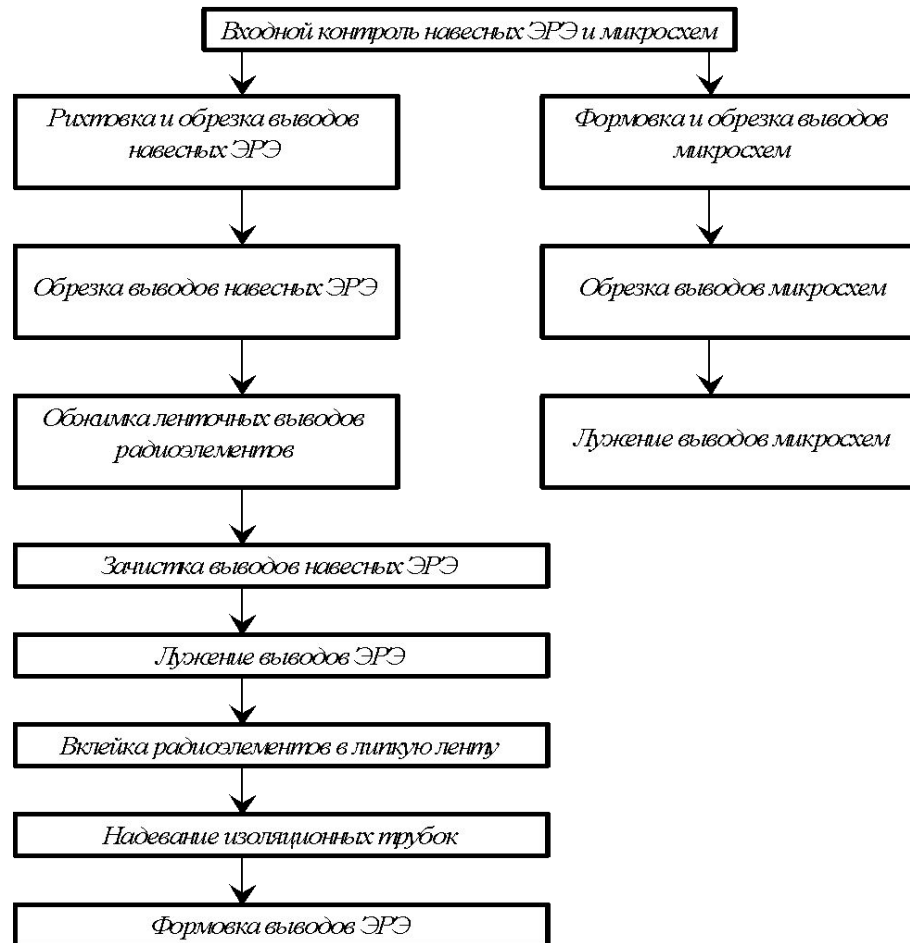 Входной контроль навесных ЭРЭ и микросхем
Рихтовка и обрезка выводов
навесных ЭРЭ
Формовка и обрезка выводов
микросхем
Обрезка выводов навесных ЭРЭ
Обрезка выводов микросхем
Обжимка ленточных выводов
радиоэлементов
Лужение выводов микросхем
Зачистка выводов навесных ЭРЭ
Лужение выводов ЭРЭ
Вклейка радиоэлементов в липкую ленту
Надевание изоляционных трубок
Формовка выводов ЭРЭ